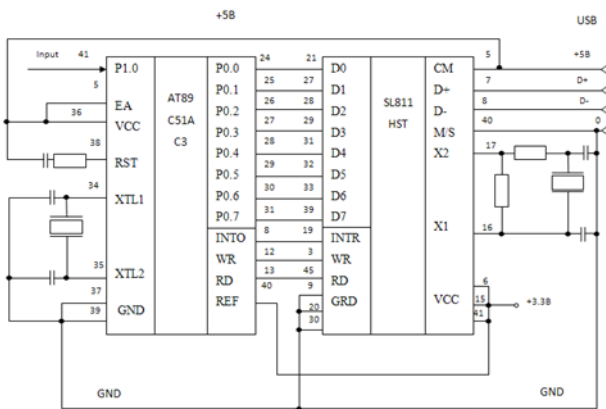 +5В
USB
Input 41 P1.0 P0.0 24 21 D0 CM 5 +5В
5 EA P0.1 25 27 D1 D+ 7 D+
AT89 C51A C3
SL811 HST
36 VCC P0.2 26 28 D2 D- 8 D-
P0.3 27 29 D3 M/S 40 0
38 RST P0.4 28 31 D4 X2 17
P0.5 29 32 D5
34 XTL1 P0.6 30 33 D6
P0.7 31 39 D7 X1 16
INTO 8 19 INTR
WR 12 3 WR
35 XTL2 RD 13 45 RD
37 GND REF 40 9 GRD VCC 6
39 20 15 +3.3В
30 41
GND
GND